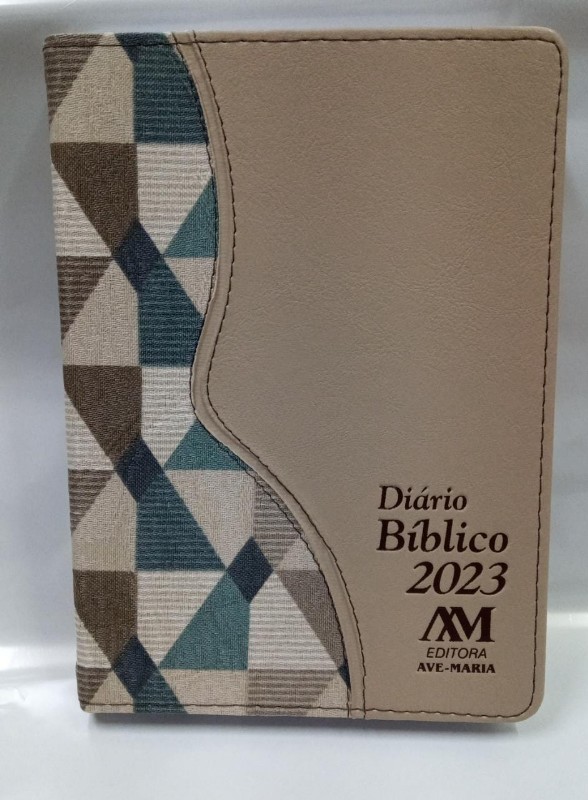 Diário
Bíblico
2023
AM
EDITORA
AVE-MARIA